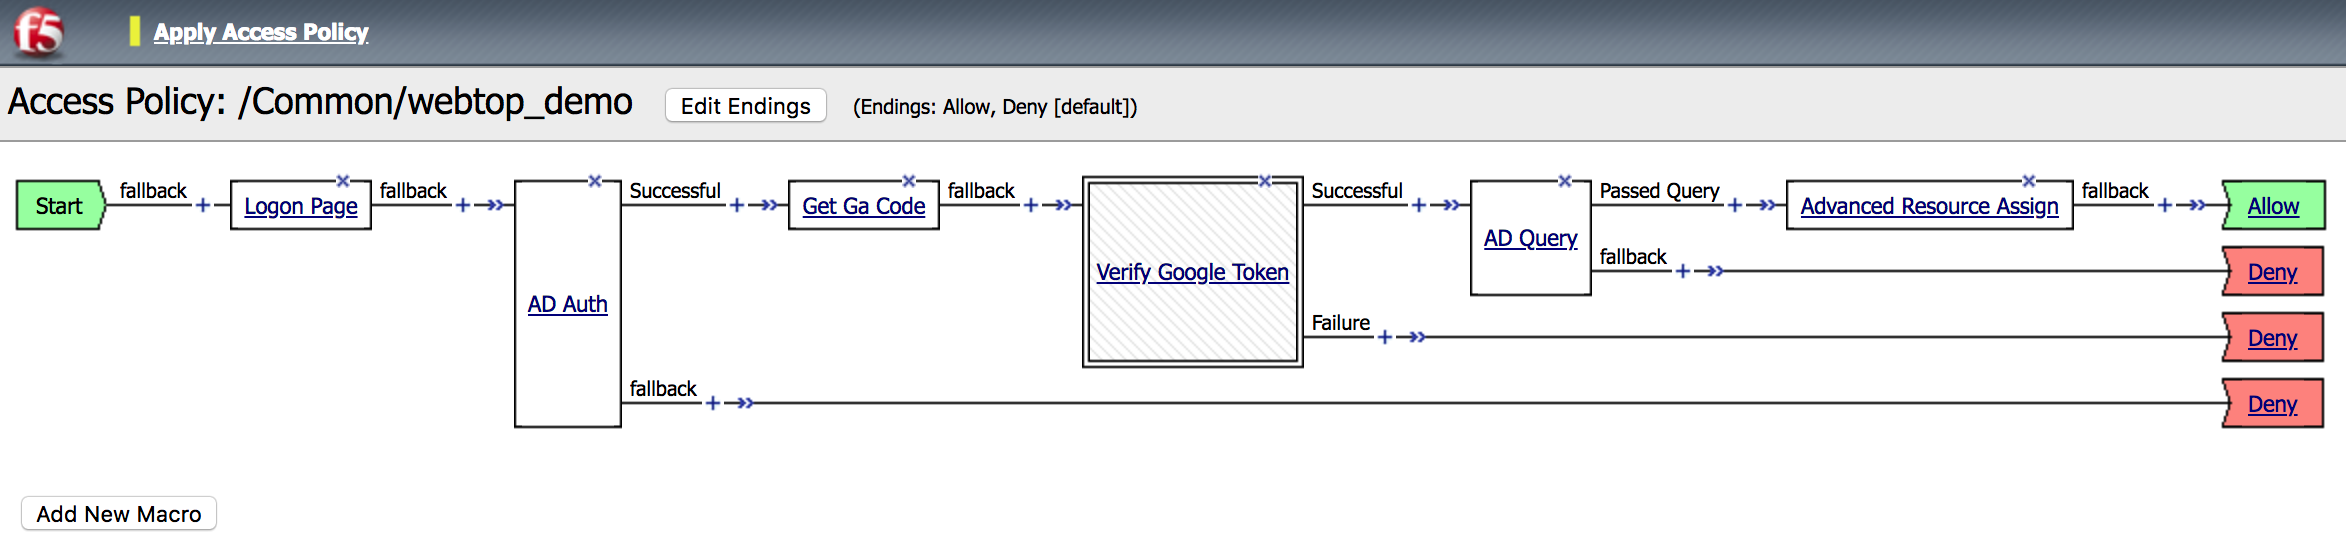 f5
Apply Access Policy
Access Policy: /Common/webtop_demo Edit Endings (Endings: Allow, Deny [default])
Start fallback Logon Page fallback Successful Get Ga Code fallback Successful Passed Query Advanced Resource Assign fallback Allow
AD Query
fallback Deny
Verify Google Token
AD Auth
Failure Deny
fallback Deny
Add New Macro